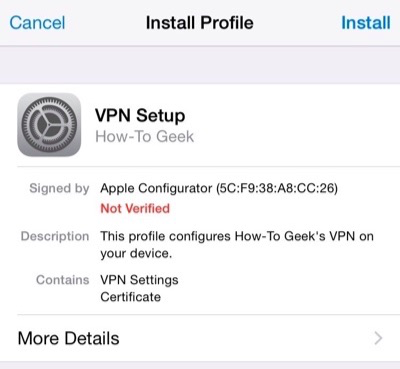 Cancel Install Profile Install
VPN Setup
How-To Geek
Signed by Apple Configurator (5C:F9:38:A8:CC:26)
Not Verified
Description This profile configures How-To Geek's VPN on
your device.
Contains VPN Settings
Certificate
More Details